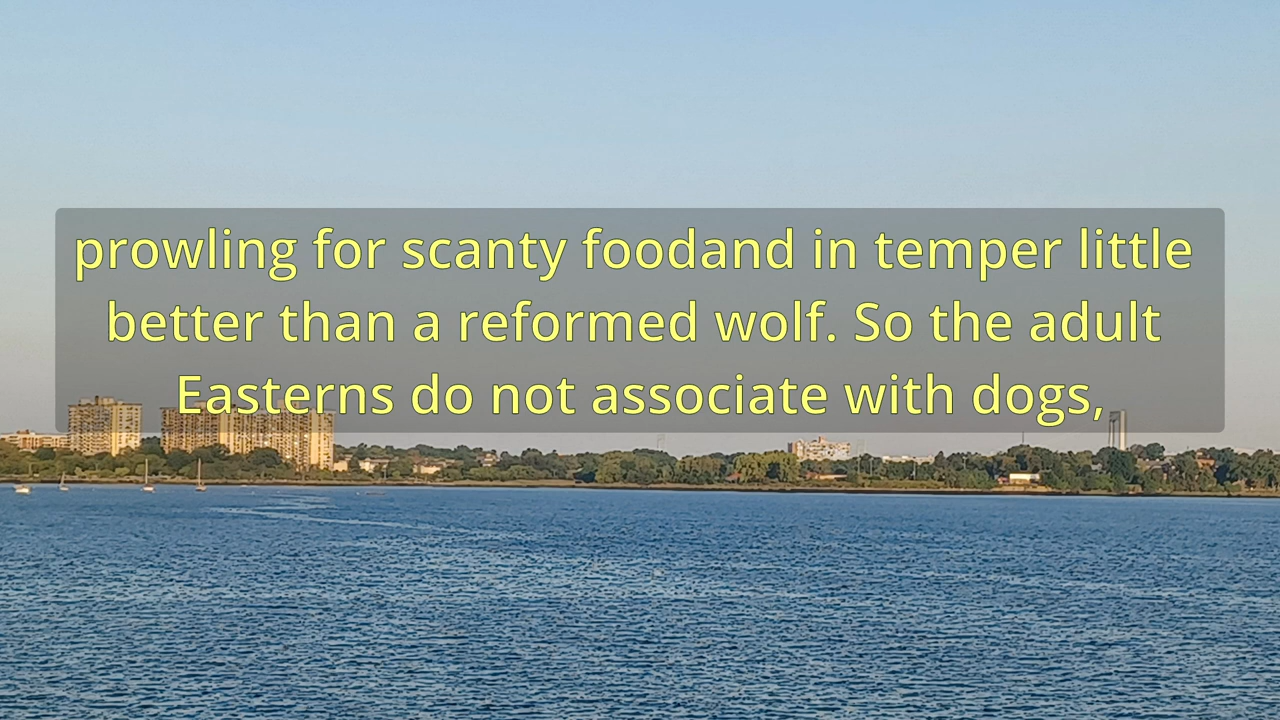 prowling for scanty foodand in temper little
better than a reformed wolf. So the adult
Easterns do not associate with dogs,